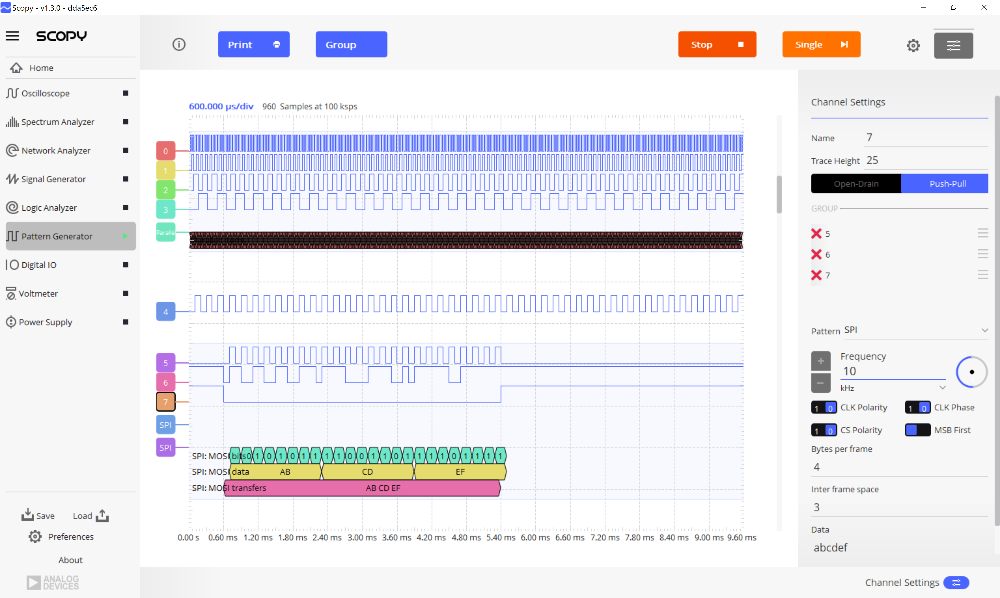 Scopy - v1.3.0 - dda5ec6
SCOPY
Home
Oscilloscope
Spectrum Analyzer
Network Analyzer
Signal Generator
Logic Analyzer
Pattern Generator
Digital IO
Voltmeter
Power Supply
Save Load
Preferences
About
ANALOG
DEVICES
Print Group Stop Single
600.000 µs/div 960 Samples at 100 ksps
0
1
2
3
Paralle
4
5
6
7
SPI
SPI
SPI: MOSI bits 0 1 0 1 0 1 1 1 1 0 0 1 1 0 1 1 1 1 0 1 1 1 1
SPI: MOSI data AB CD EF
SPI: MOSI transfers AB CD EF
0.00 s 0.60 ms 1.20 ms 1.80 ms 2.40 ms 3.00 ms 3.60 ms 4.20 ms 4.80 ms 5.40 ms 6.00 ms 6.60 ms 7.20 ms 7.80 ms 8.40 ms 9.00 ms 9.60 ms
Channel Settings
Name 7
Trace Height 25
Open-Drain Push-Pull
GROUP
5
6
7
Pattern SPI
Frequency
10
kHz
1 0 CLK Polarity 1 0 CLK Phase
1 0 CS Polarity MSB First
Bytes per frame
4
Inter frame space
3
Data
abcdef
Channel Settings